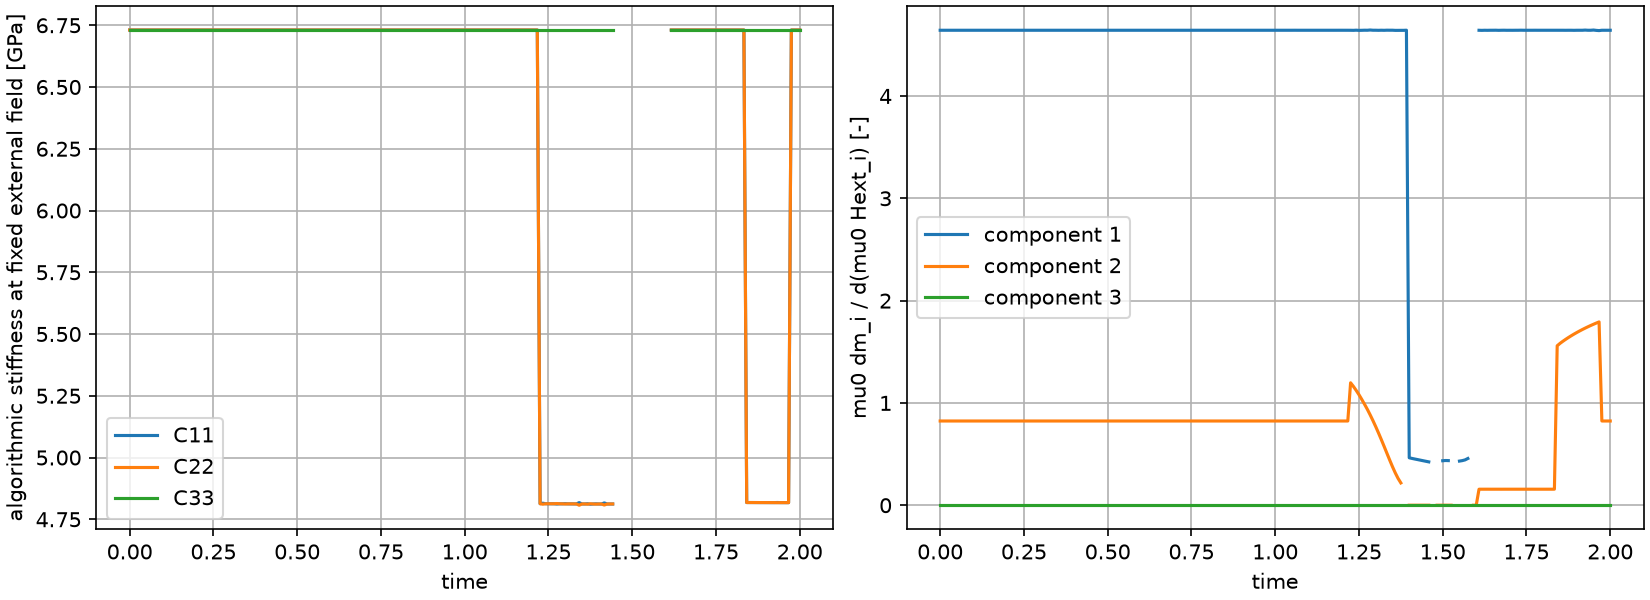 algorithmic stiffness at fixed external field [GPa]
6.75
6.50
6.25
6.00
5.75
5.50
5.25
5.00
4.75
C11
C22
C33
0.00 0.25 0.50 0.75 1.00 1.25 1.50 1.75 2.00
time
mu0 dm_i / d(mu0 Hext_i) [-]
4
3
2
1
0
component 1
component 2
component 3
0.00 0.25 0.50 0.75 1.00 1.25 1.50 1.75 2.00
time